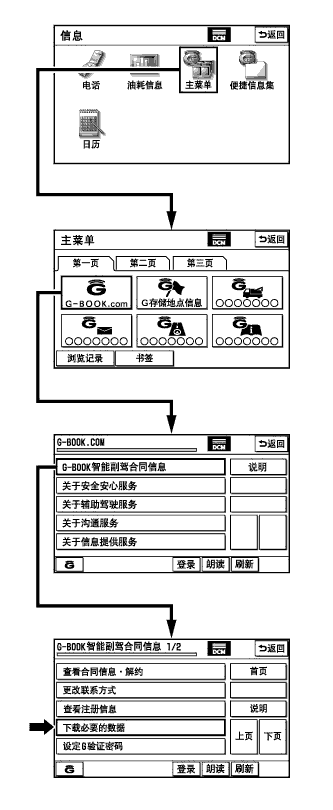 信息 DCM 返回
电话 油耗信息 主菜单 便捷信息集
日历
主菜单 DCM 返回
第一页 第二页 第三页
G G G
G-BOOK.com G存储地点信息 ○○○○○○○
G G G
○○○○○○○ ○○○○○○○ ○○○○○○○
浏览记录 书签
G-BOOK.COM DCM 返回
G-BOOK智能副驾合同信息 说明
关于安全安心服务
关于辅助驾驶服务
关于沟通服务
关于信息提供服务
G 登录 朗读 刷新
G-BOOK智能副驾合同信息 1/2 DCM 返回
查看合同信息·解约 首页
更改联系方式
查看注册信息 说明
下载必要的数据 上页 下页
设定G验证密码
G 登录 朗读 刷新